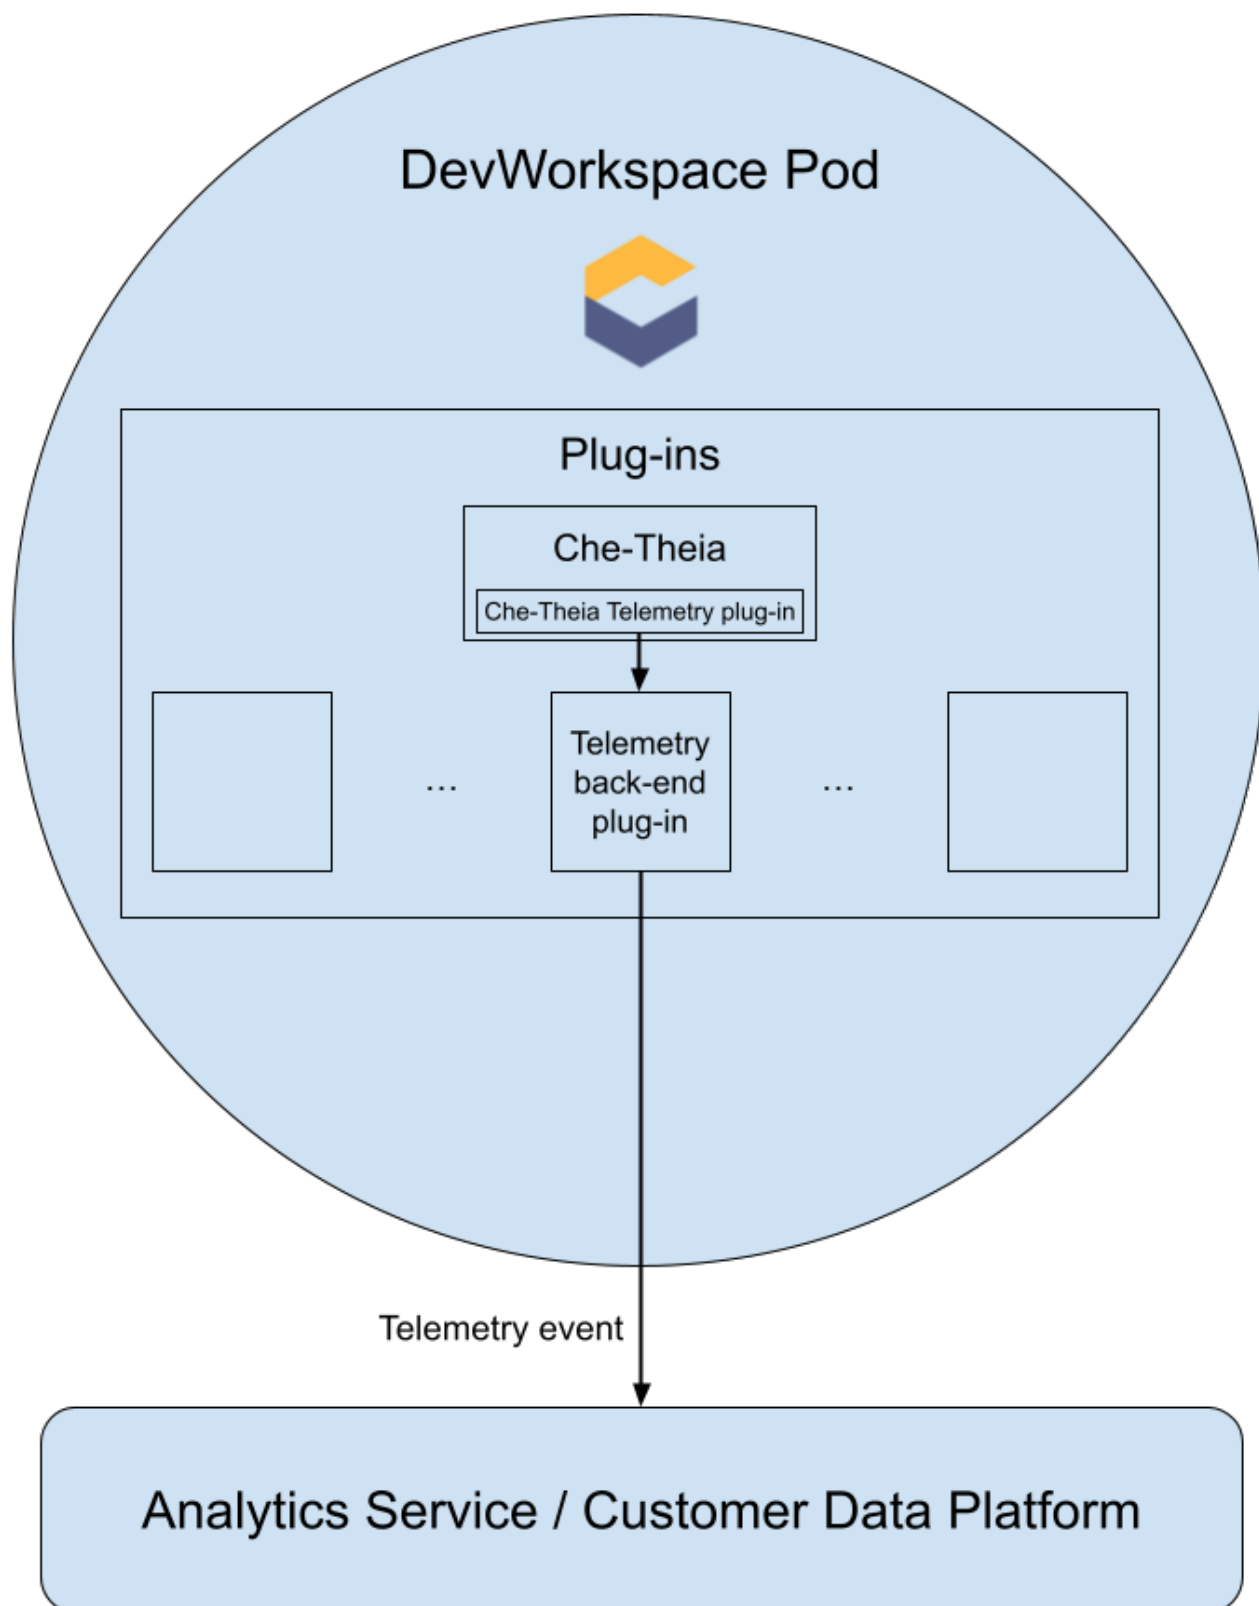 DevWorkspace Pod
Plug-ins
Che-Theia
Che-Theia Telemetry plug-in
Telemetry
back-end
plug-in
...
...
Telemetry event
Analytics Service / Customer Data Platform